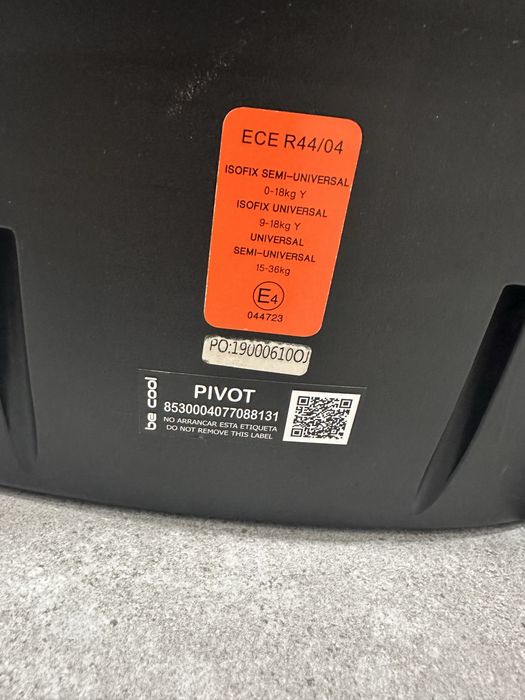 ECE R44/04
ISOFIX SEMI-UNIVERSAL
0-18kg Y
ISOFIX UNIVERSAL
9-18kg Y
UNIVERSAL
SEMI-UNIVERSAL
15-36kg
E4
044723
PO:190006100J
be cool
PIVOT
8530004077088131
NO ARRANCAR ESTA ETIQUETA
DO NOT REMOVE THIS LABEL